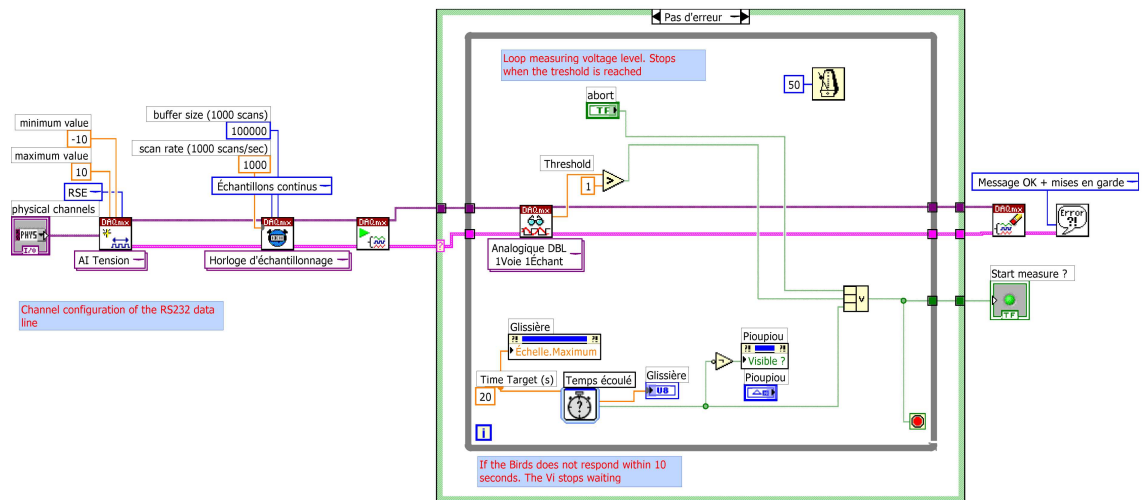 Pas d'erreur
Loop measuring voltage level. Stops
when the treshold is reached
50
abort
TF
buffer size (1000 scans)
100000
minimum value
-10
scan rate (1000 scans/sec)
1000
maximum value
10
Threshold
1
>
Message OK + mises en garde
RSE
Échantillons continus
physical channels
PHYS
I/O
DAQmx
DAQmx
DAQmx
DAQmx
DAQmx
Error
?!
?
AI Tension
Horloge d'échantillonnage
Analogique DBL
1Voie 1Échant
Start measure ?
TF
V
Channel configuration of the RS232 data
line
Glissière
?! ?!
Échelle.Maximum
Pioupiou
?! ?!
Visible ?
Time Target (s)
20
Temps écoulé
?
Glissière
U8
Pioupiou
i
If the Birds does not respond within 10
seconds. The Vi stops waiting